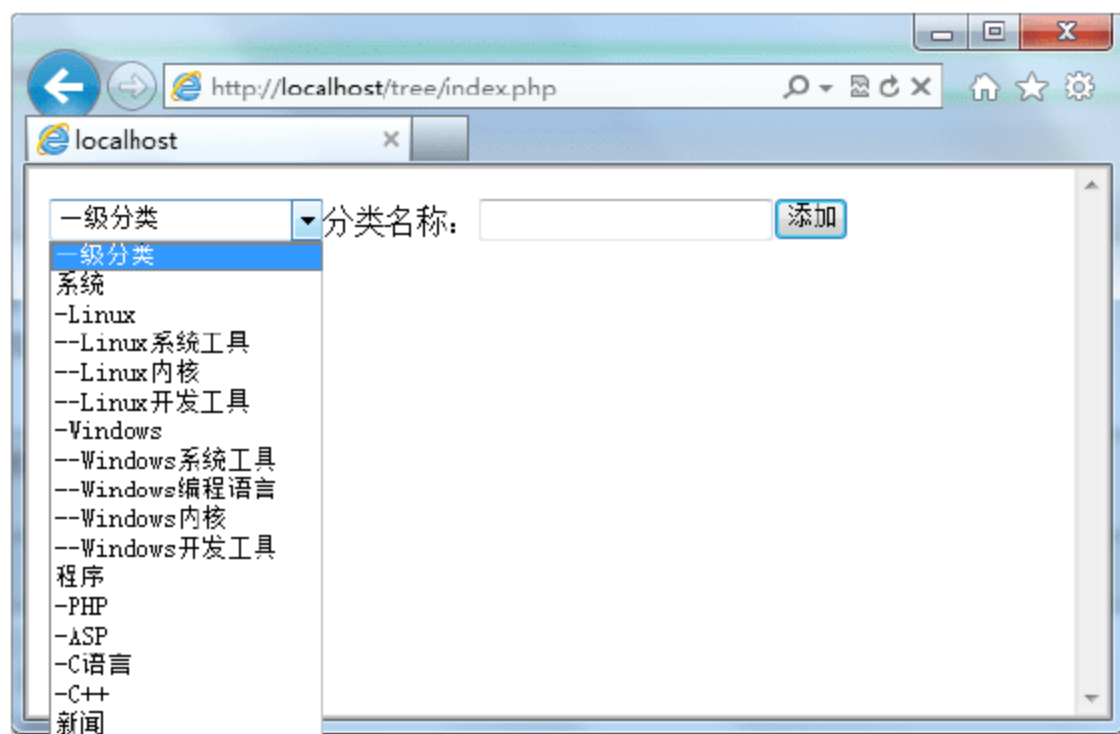 http://localhost/tree/index.php
localhost
一级分类 分类名称： 添加
一级分类
系统
-Linux
--Linux系统工具
--Linux内核
--Linux开发工具
-Windows
--Windows系统工具
--Windows编程语言
--Windows内核
--Windows开发工具
程序
-PHP
-ASP
-C语言
-C++
新闻